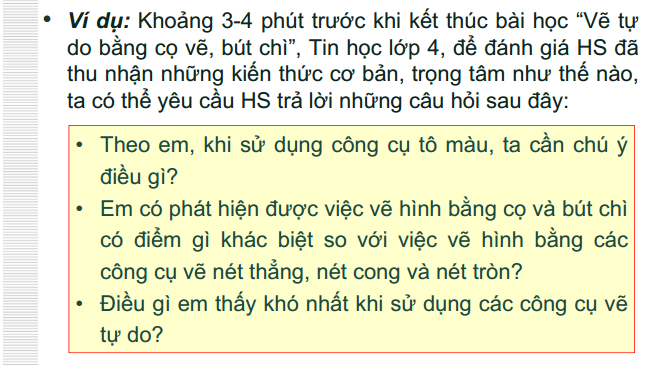 • Ví dụ: Khoảng 3-4 phút trước khi kết thúc bài học “Vẽ tự
do bằng cọ vẽ, bút chì”, Tin học lớp 4, để đánh giá HS đã
thu nhận những kiến thức cơ bản, trọng tâm như thế nào,
ta có thể yêu cầu HS trả lời những câu hỏi sau đây:
• Theo em, khi sử dụng công cụ tô màu, ta cần chú ý
điều gì?
• Em có phát hiện được việc vẽ hình bằng cọ và bút chì
có điểm gì khác biệt so với việc vẽ hình bằng các
công cụ vẽ nét thẳng, nét cong và nét tròn?
• Điều gì em thấy khó nhất khi sử dụng các công cụ vẽ
tự do?